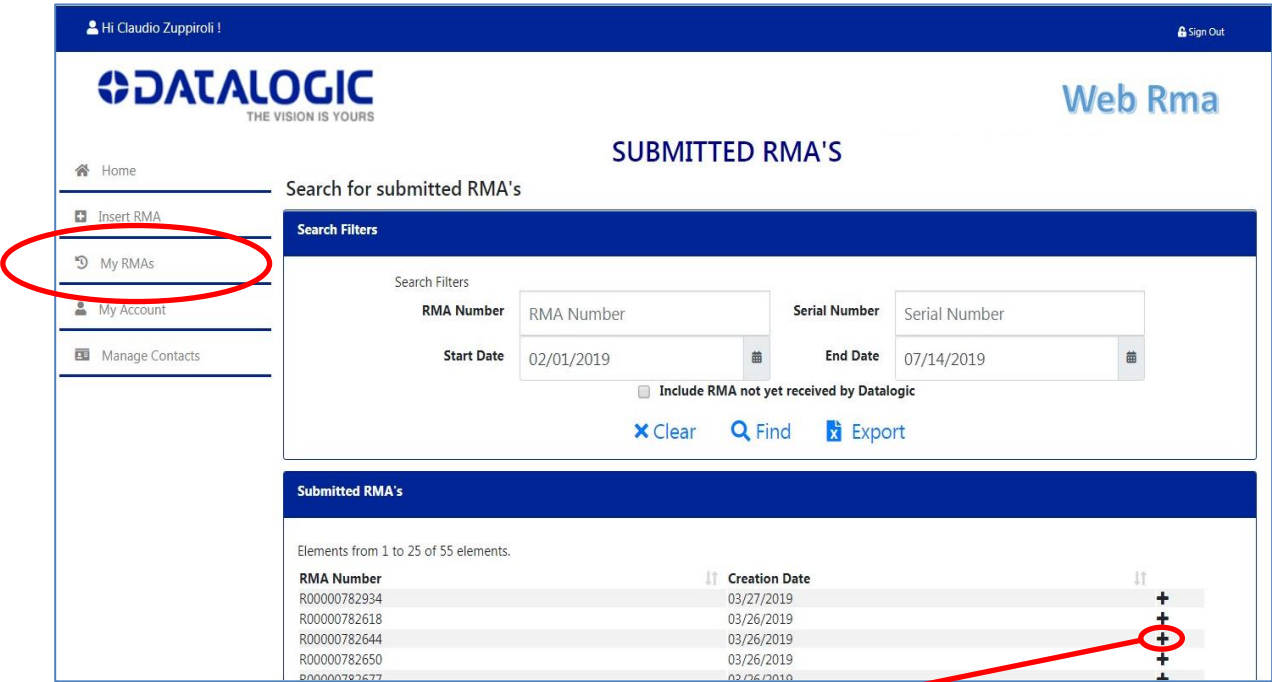 Hi Claudio Zuppiroli !
Sign Out
DATALOGIC
THE VISION IS YOURS
Web Rma
SUBMITTED RMA'S
Home
Insert RMA
My RMAs
My Account
Manage Contacts
Search for submitted RMA's
Search Filters
Search Filters
RMA Number RMA Number Serial Number Serial Number
Start Date 02/01/2019 End Date 07/14/2019
Include RMA not yet received by Datalogic
Clear Find Export
Submitted RMA's
Elements from 1 to 25 of 55 elements.
RMA Number Creation Date
R00000782934 03/27/2019
R00000782618 03/26/2019
R00000782644 03/26/2019
R00000782650 03/26/2019
R00000782677 03/26/2019